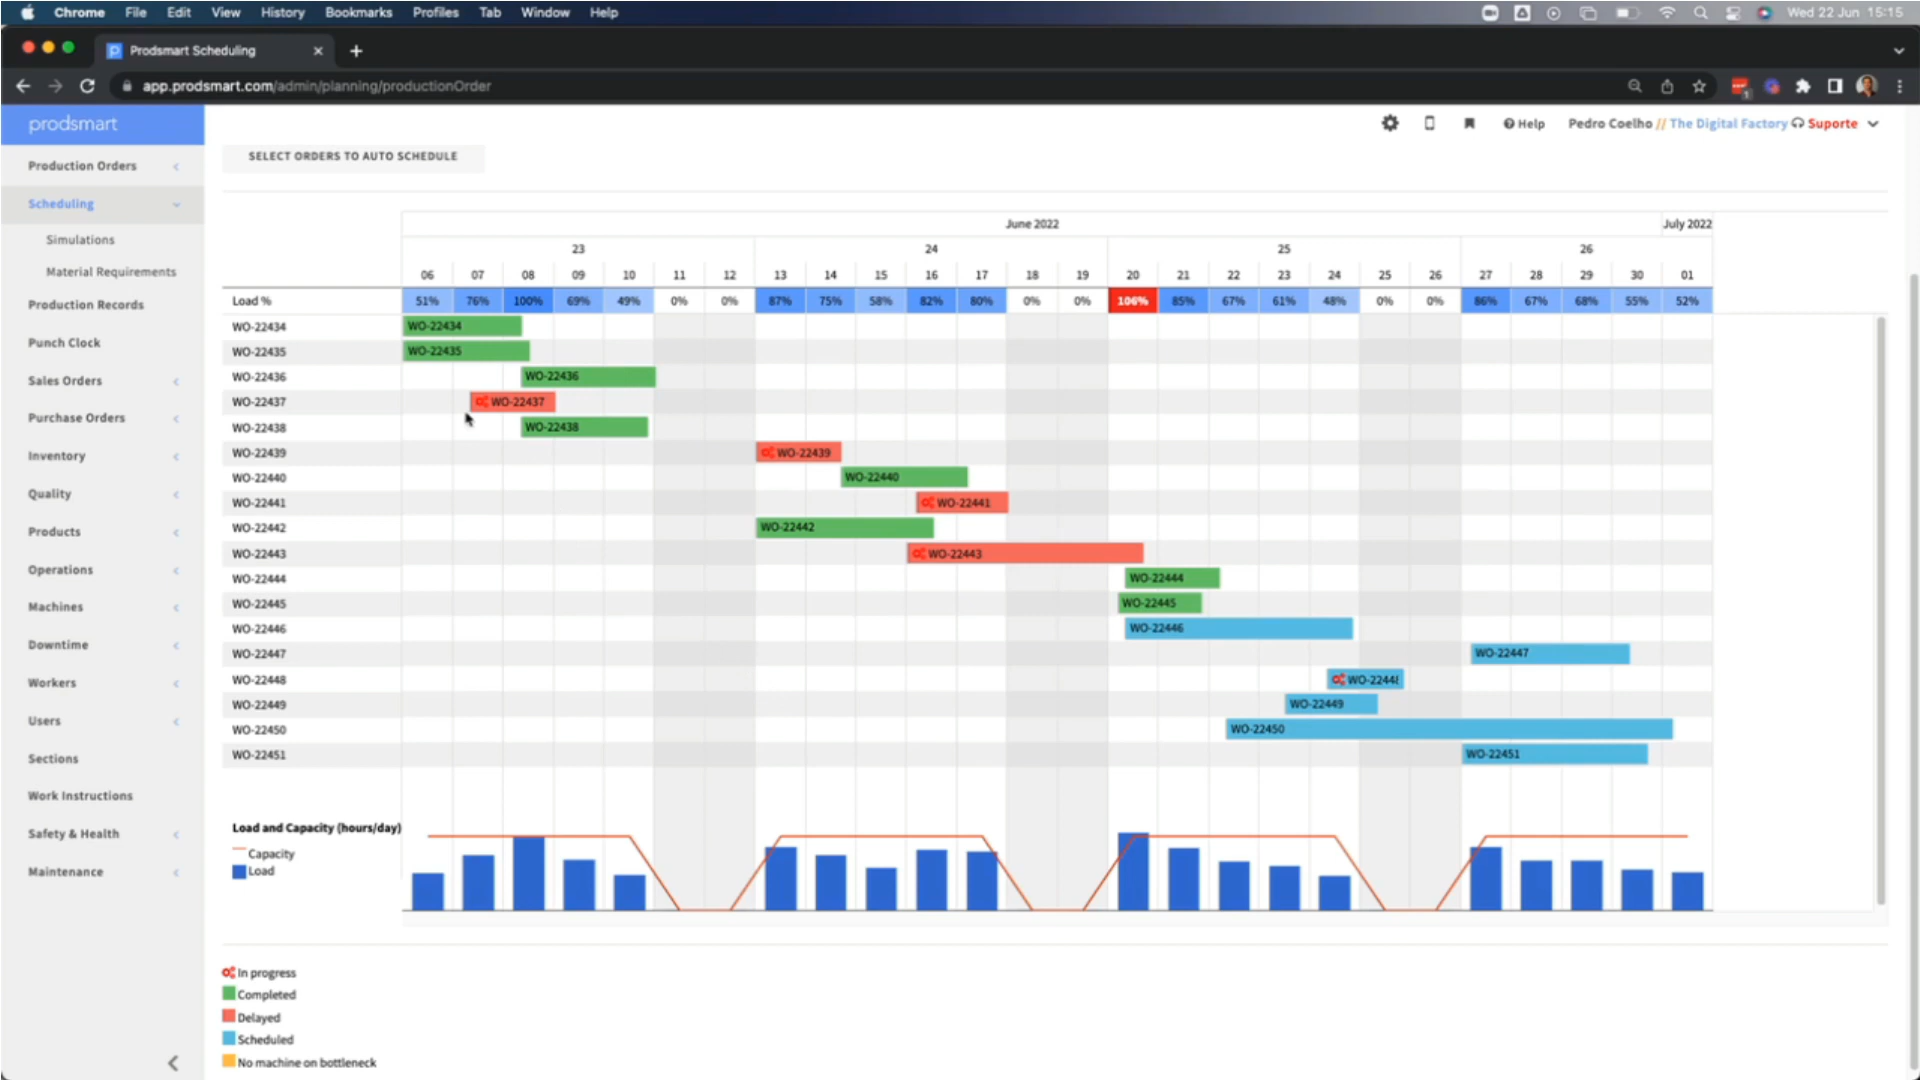 Chrome File Edit View History Bookmarks Profiles Tab Window Help Wed 22 Jun 15:15
Prodsmart Scheduling
app.prodsmart.com/admin/planning/productionOrder
prodsmart
Help Pedro Coelho // The Digital Factory Suporte
Production Orders
Scheduling
Simulations
Material Requirements
Production Records
Punch Clock
Sales Orders
Purchase Orders
Inventory
Quality
Products
Operations
Machines
Downtime
Workers
Users
Sections
Work Instructions
Safety & Health
Maintenance
SELECT ORDERS TO AUTO SCHEDULE
June 2022 July 2022
23 24 25 26
06 07 08 09 10 11 12 13 14 15 16 17 18 19 20 21 22 23 24 25 26 27 28 29 30 01
Load % 51% 76% 100% 69% 49% 0% 0% 87% 75% 58% 82% 80% 0% 0% 106% 85% 67% 61% 48% 0% 0% 86% 67% 68% 55% 52%
WO-22434 WO-22434
WO-22435 WO-22435
WO-22436 WO-22436
WO-22437 WO-22437
WO-22438 WO-22438
WO-22439 WO-22439
WO-22440 WO-22440
WO-22441 WO-22441
WO-22442 WO-22442
WO-22443 WO-22443
WO-22444 WO-22444
WO-22445 WO-22445
WO-22446 WO-22446
WO-22447 WO-22447
WO-22448 WO-2244
WO-22449 WO-22449
WO-22450 WO-22450
WO-22451 WO-22451
Load and Capacity (hours/day)
Capacity
Load
In progress
Completed
Delayed
Scheduled
No machine on bottleneck